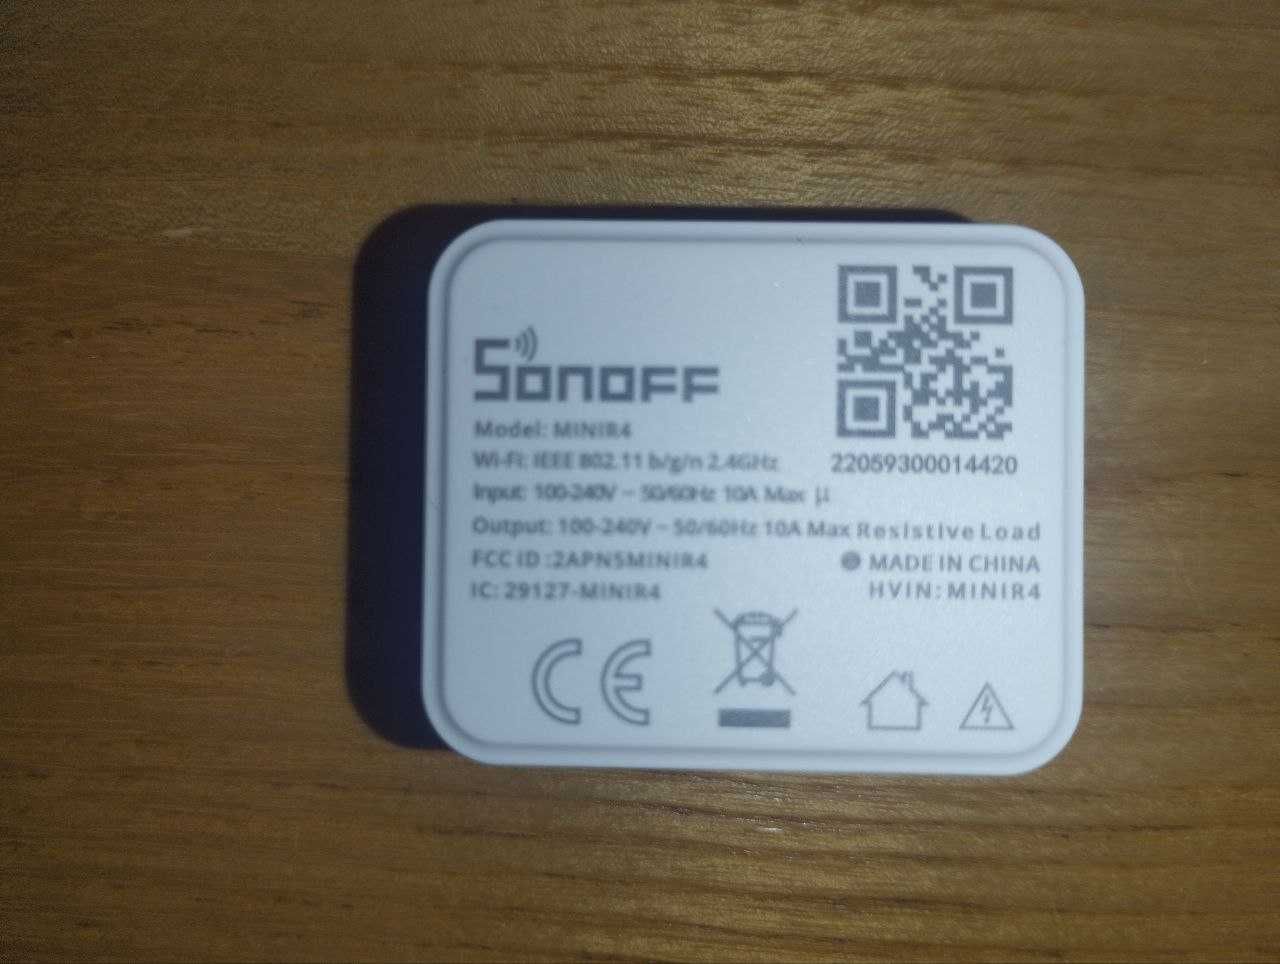 SONOFF
Model: MINIR4
Wi-Fi: IEEE 802.11 b/g/n 2.4GHz
22059300014420
Input: 100-240V ~ 50/60Hz 10A Max µ
Output: 100-240V ~ 50/60Hz 10A Max Resistive Load
FCC ID :2APN5MINIR4
MADE IN CHINA
IC: 29127-MINIR4
HVIN: MINIR4
CE